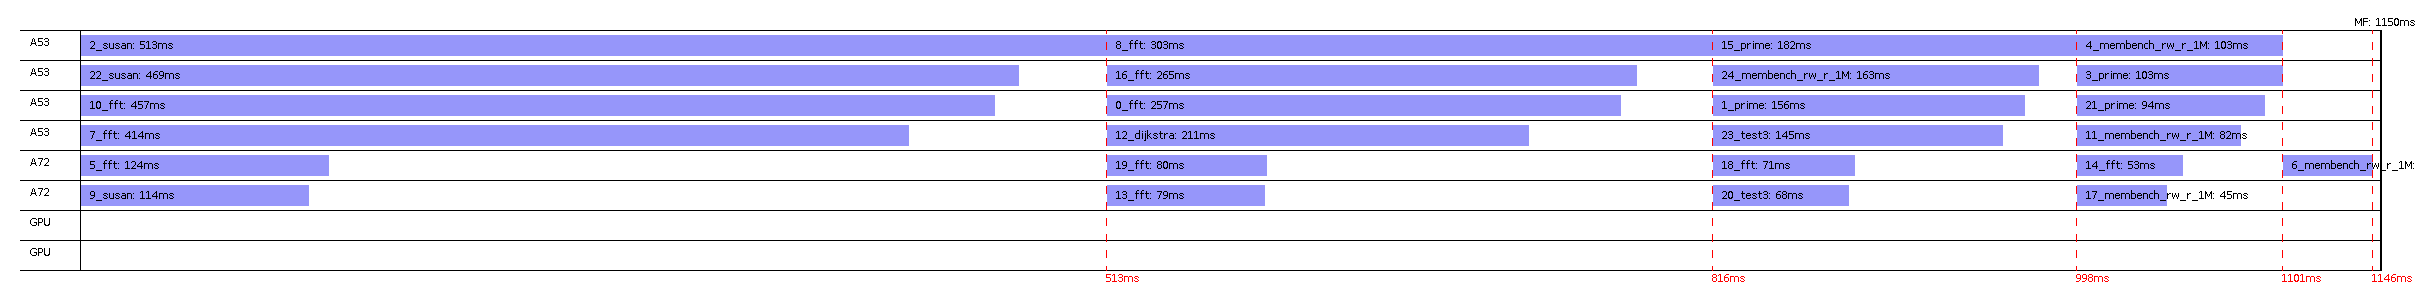 MF: 1150ms
A53 2_susan: 513ms 8_fft: 303ms 15_prime: 182ms 4_membench_rw_r_1M: 103ms
A53 22_susan: 469ms 16_fft: 265ms 24_membench_rw_r_1M: 163ms 3_prime: 103ms
A53 10_fft: 457ms 0_fft: 257ms 1_prime: 156ms 21_prime: 94ms
A53 7_fft: 414ms 12_dijkstra: 211ms 23_test3: 145ms 11_membench_rw_r_1M: 82ms
A72 5_fft: 124ms 19_fft: 80ms 18_fft: 71ms 14_fft: 53ms 6_membench_rw_r_1M:
A72 9_susan: 114ms 13_fft: 79ms 20_test3: 68ms 17_membench_rw_r_1M: 45ms
GPU
GPU
513ms 816ms 998ms 1101ms 1146ms